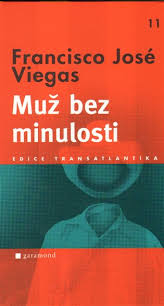 11
Francisco José
Viegas
Muž bez
minulosti
EDICE TRANSATLANTIKA
garamond